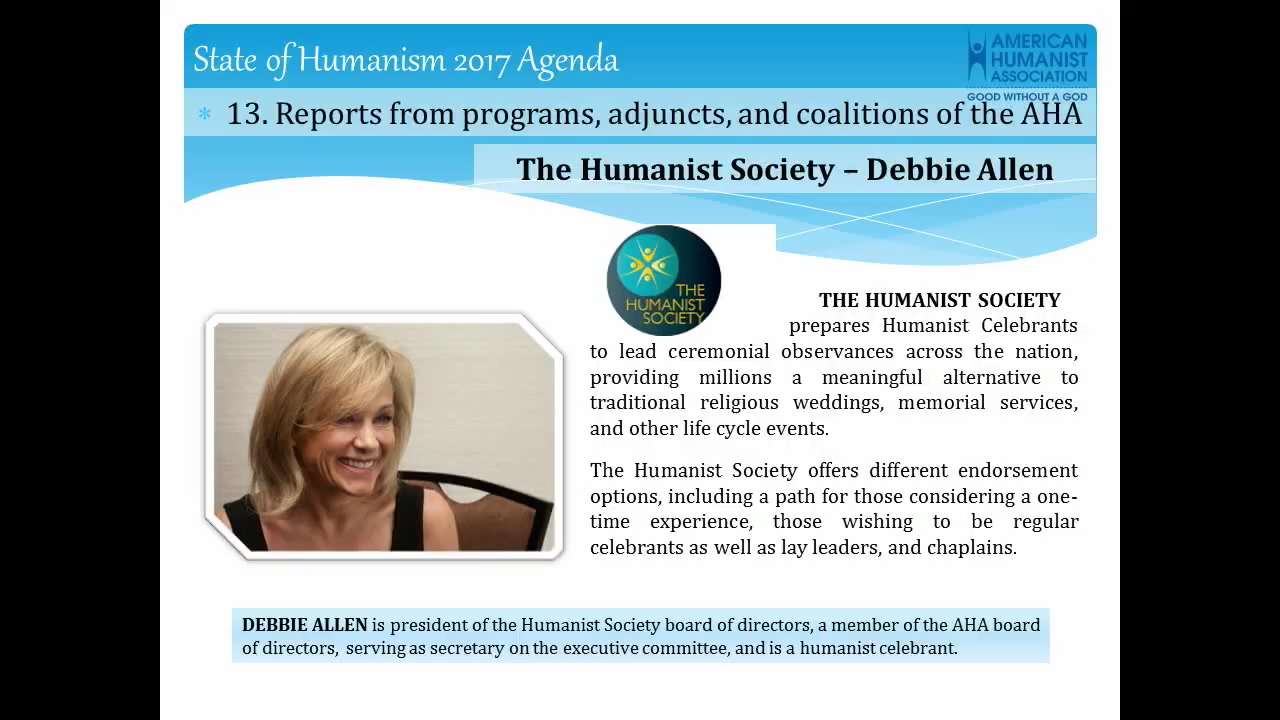 State of Humanism 2017 Agenda
AMERICAN
HUMANIST
ASSOCIATION
GOOD WITHOUT A GOD
* 13. Reports from programs, adjuncts, and coalitions of the AHA
The Humanist Society – Debbie Allen
THE
HUMANIST
SOCIETY
THE HUMANIST SOCIETY
prepares Humanist Celebrants
to lead ceremonial observances across the nation,
providing millions a meaningful alternative to
traditional religious weddings, memorial services,
and other life cycle events.
The Humanist Society offers different endorsement
options, including a path for those considering a one-
time experience, those wishing to be regular
celebrants as well as lay leaders, and chaplains.
DEBBIE ALLEN is president of the Humanist Society board of directors, a member of the AHA board
of directors, serving as secretary on the executive committee, and is a humanist celebrant.